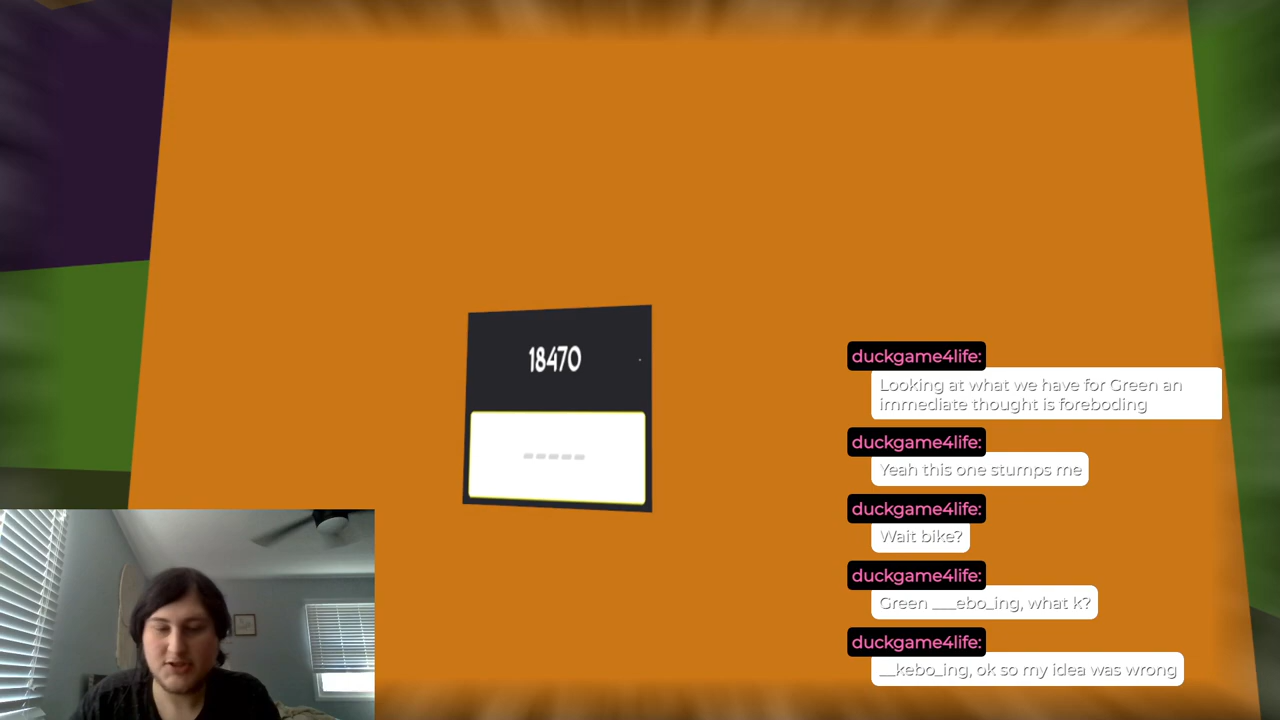 18470
duckgame4life:
Looking at what we have for Green an
immediate thought is foreboding
duckgame4life:
Yeah this one stumps me
duckgame4life:
Wait bike?
duckgame4life:
Green ___ebo_ing, what k?
duckgame4life:
__kebo_ing, ok so my idea was wrong